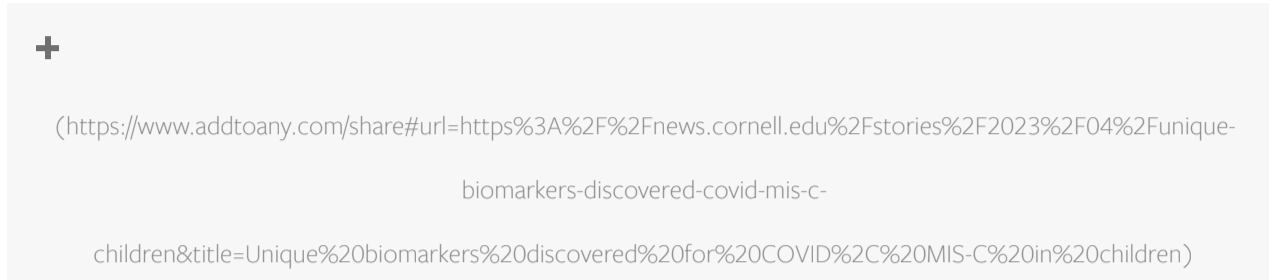 (https://www.addtoany.com/share#url=https%3A%2F%2Fnews.cornell.edu%2Fstories%2F2023%2F04%2Funique-
biomarkers-discovered-covid-mis-c-
children&title=Unique%20biomarkers%20discovered%20for%20COVID%2C%20MIS-C%20in%20children)